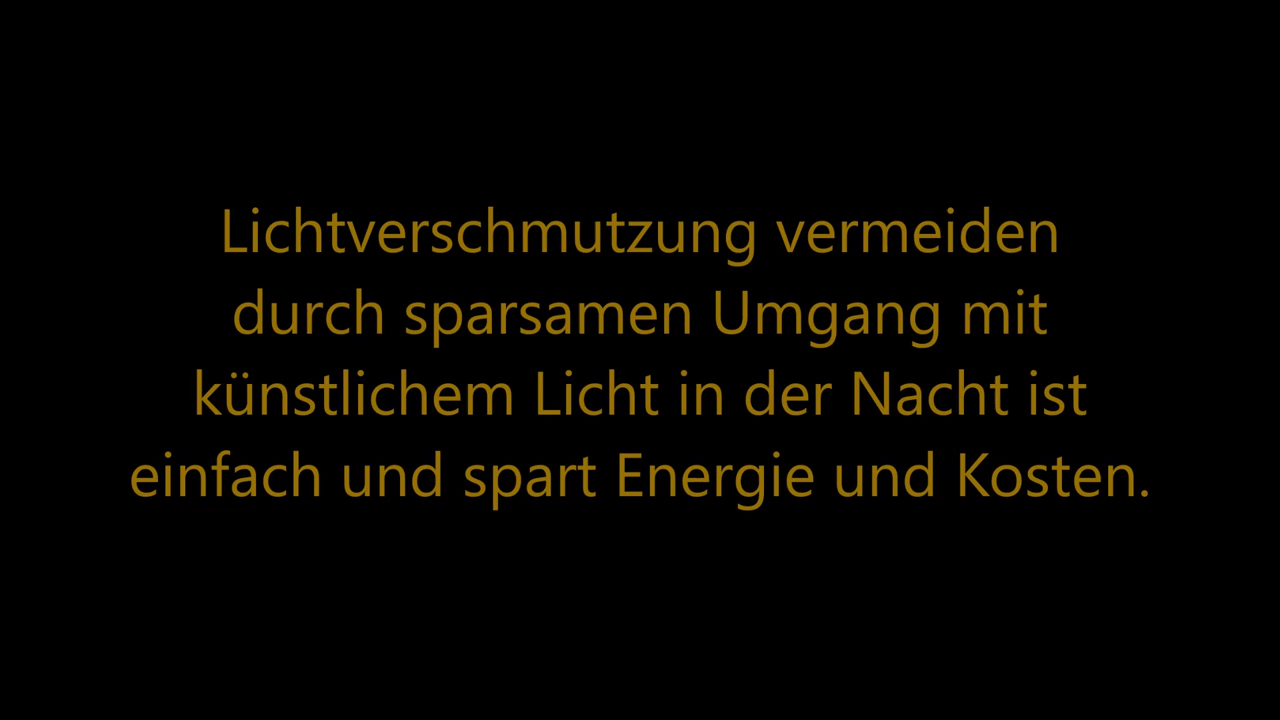 Lichtverschmutzung vermeiden
durch sparsamen Umgang mit
künstlichem Licht in der Nacht ist
einfach und spart Energie und Kosten.